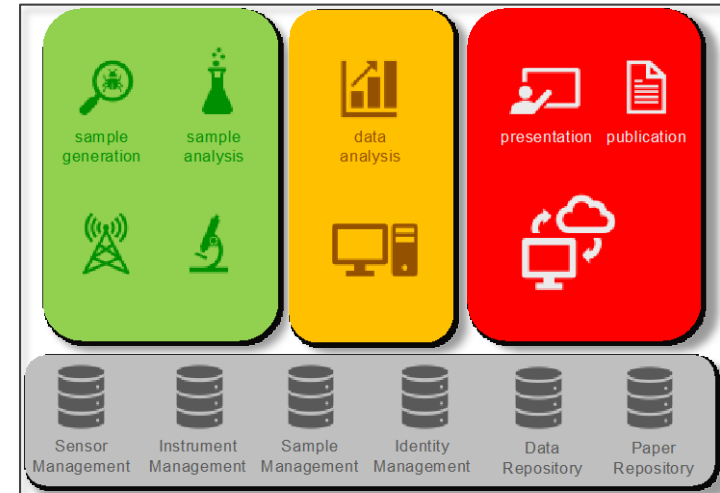 sample
generation
sample
analysis
data
analysis
presentation
publication
Sensor
Management
Instrument
Management
Sample
Management
Identity
Management
Data
Repository
Paper
Repository